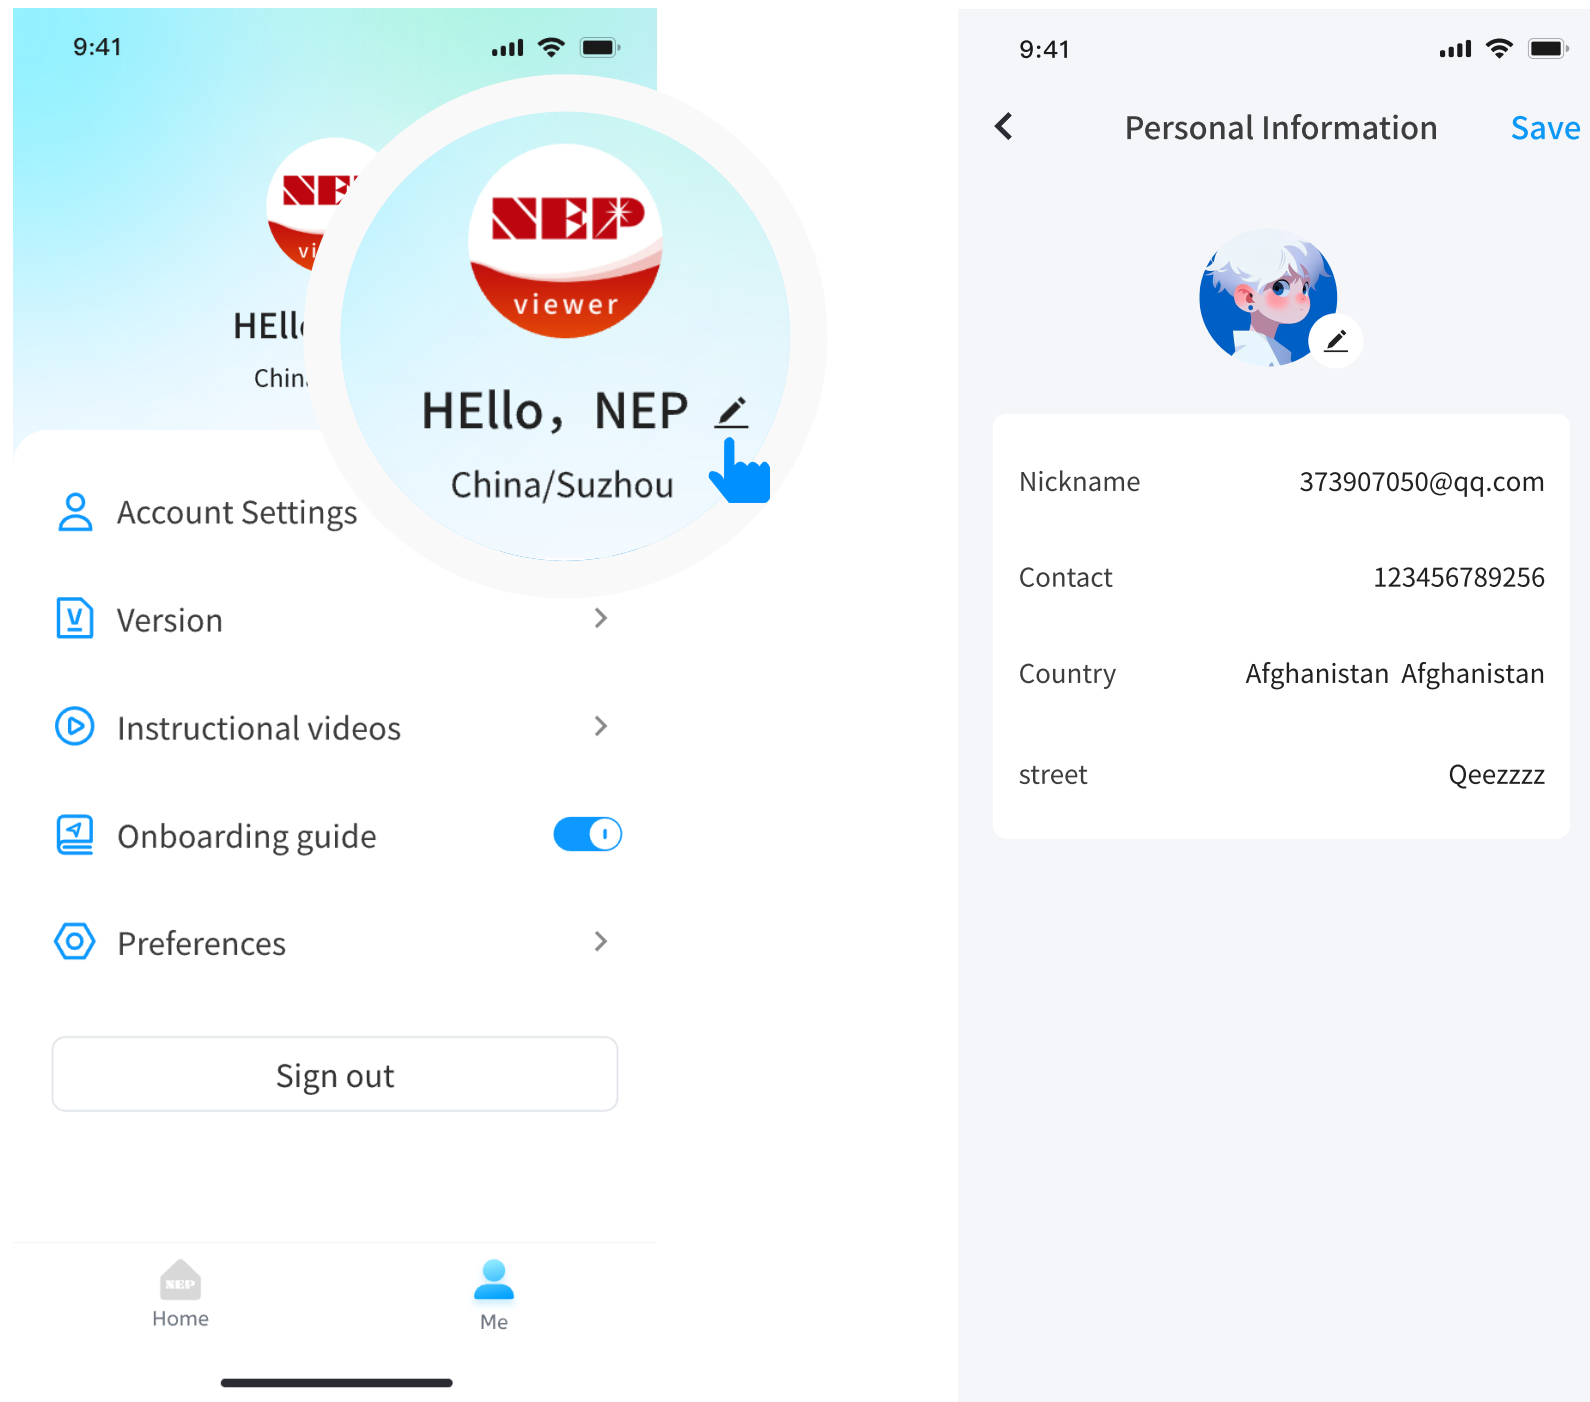 9:41
NEP
vi
HEll
Chin
NEP
viewer
HEllo，NEP
China/Suzhou
Account Settings
Version
Instructional videos
Onboarding guide
Preferences
Sign out
NEP
Home
Me
9:41
Personal Information
Save
Nickname 373907050@qq.com
Contact 123456789256
Country Afghanistan Afghanistan
street Qeezzzz